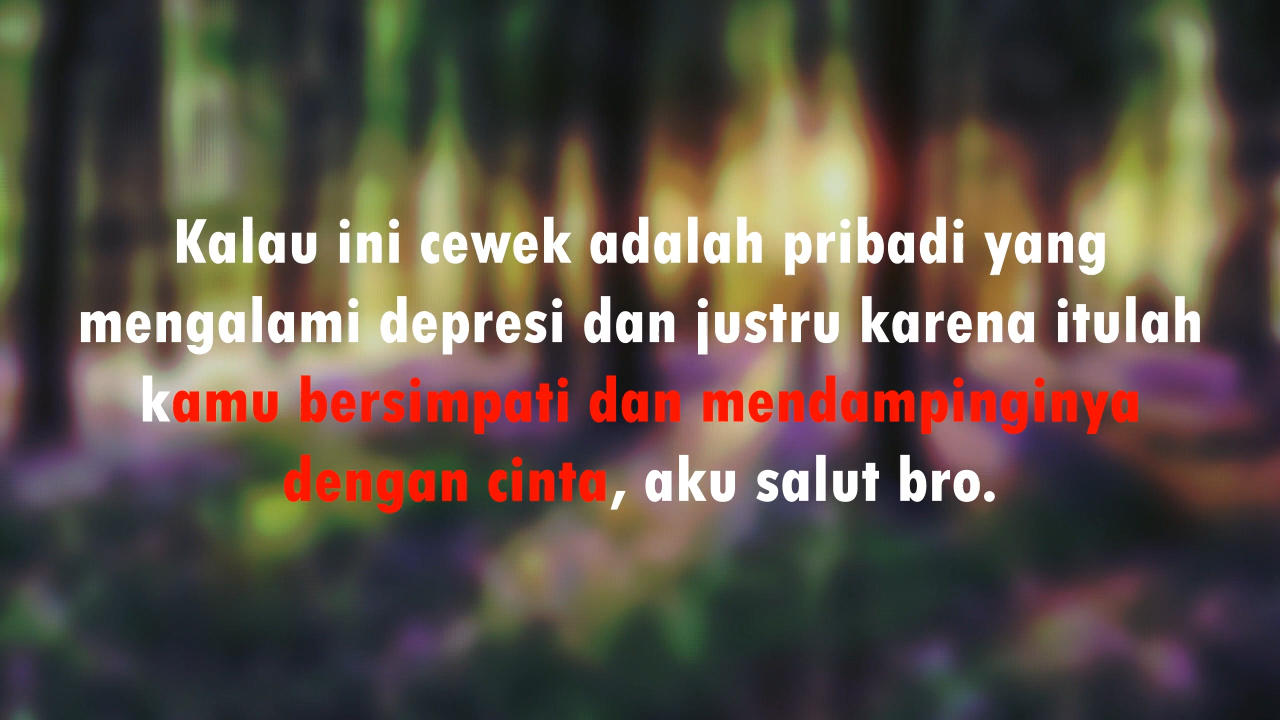 Kalau ini cewek adalah pribadi yang
mengalami depresi dan justru karena itulah
kamu bersimpati dan mendampinginya
dengan cinta, aku salut bro.